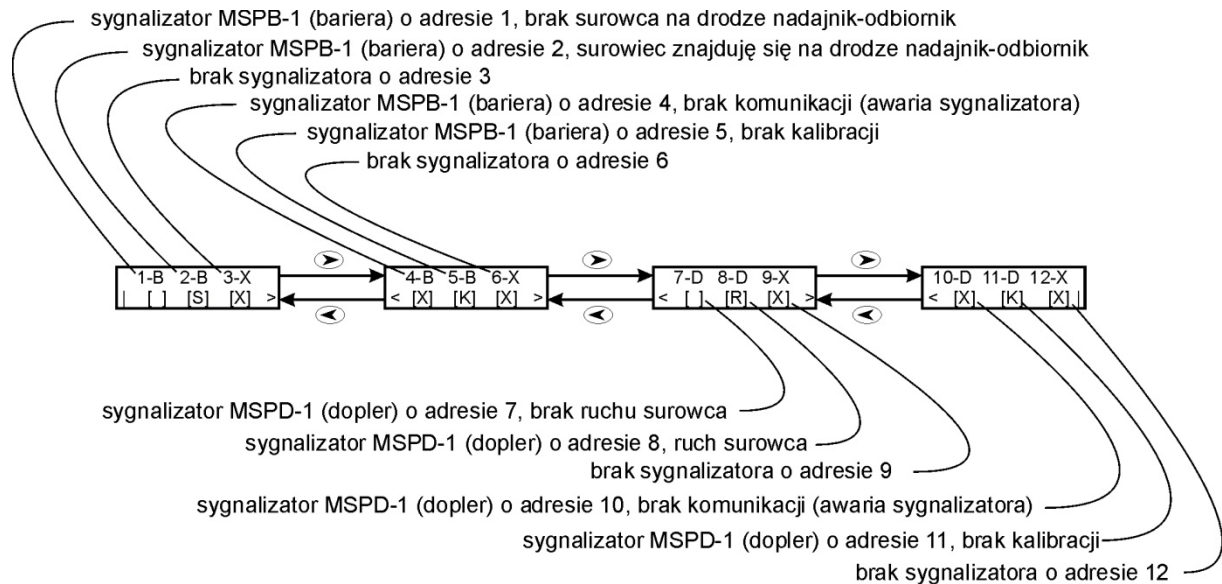 sygnalizator MSPB-1 (bariera) o adresie 1, brak surowca na drodze nadajnik-odbiornik
sygnalizator MSPB-1 (bariera) o adresie 2, surowiec znajduję się na drodze nadajnik-odbiornik
brak sygnalizatora o adresie 3
sygnalizator MSPB-1 (bariera) o adresie 4, brak komunikacji (awaria sygnalizatora)
sygnalizator MSPB-1 (bariera) o adresie 5, brak kalibracji
brak sygnalizatora o adresie 6
1-B 2-B 3-X
| [ ] [S] [X] >
4-B 5-B 6-X
< [X] [K] [X] >
7-D 8-D 9-X
< [ ] [R] [X] >
10-D 11-D 12-X
< [X] [K] [X] |
sygnalizator MSPD-1 (dopler) o adresie 7, brak ruchu surowca
sygnalizator MSPD-1 (dopler) o adresie 8, ruch surowca
brak sygnalizatora o adresie 9
sygnalizator MSPD-1 (dopler) o adresie 10, brak komunikacji (awaria sygnalizatora)
sygnalizator MSPD-1 (dopler) o adresie 11, brak kalibracji
brak sygnalizatora o adresie 12